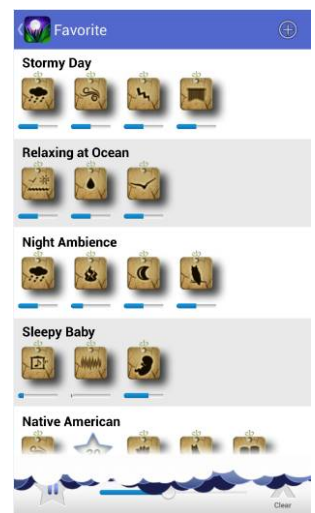 Favorite
Stormy Day
Relaxing at Ocean
Night Ambience
Sleepy Baby
Native American
Clear